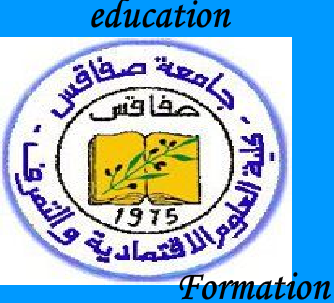 education
جامعة صفاقس
صفاقس
1975
كلية العلوم الاقتصادية والتصرف
Formation